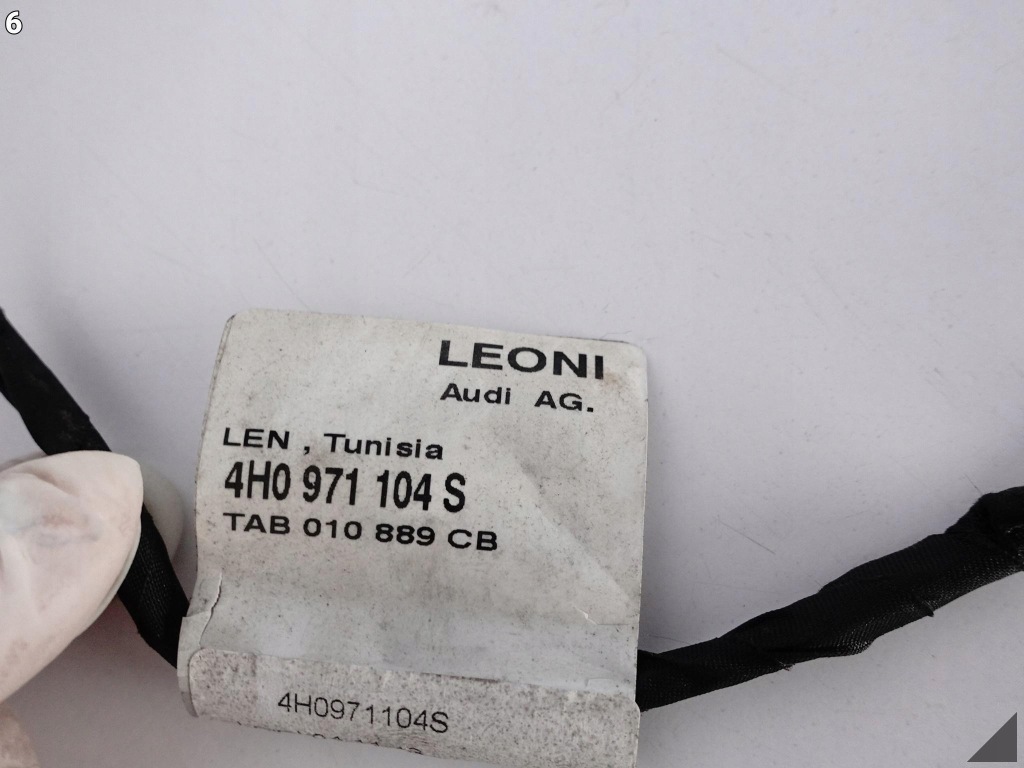 6
LEONI
Audi AG.
LEN , Tunisia
4H0 971 104 S
TAB 010 889 CB
4H0971104S